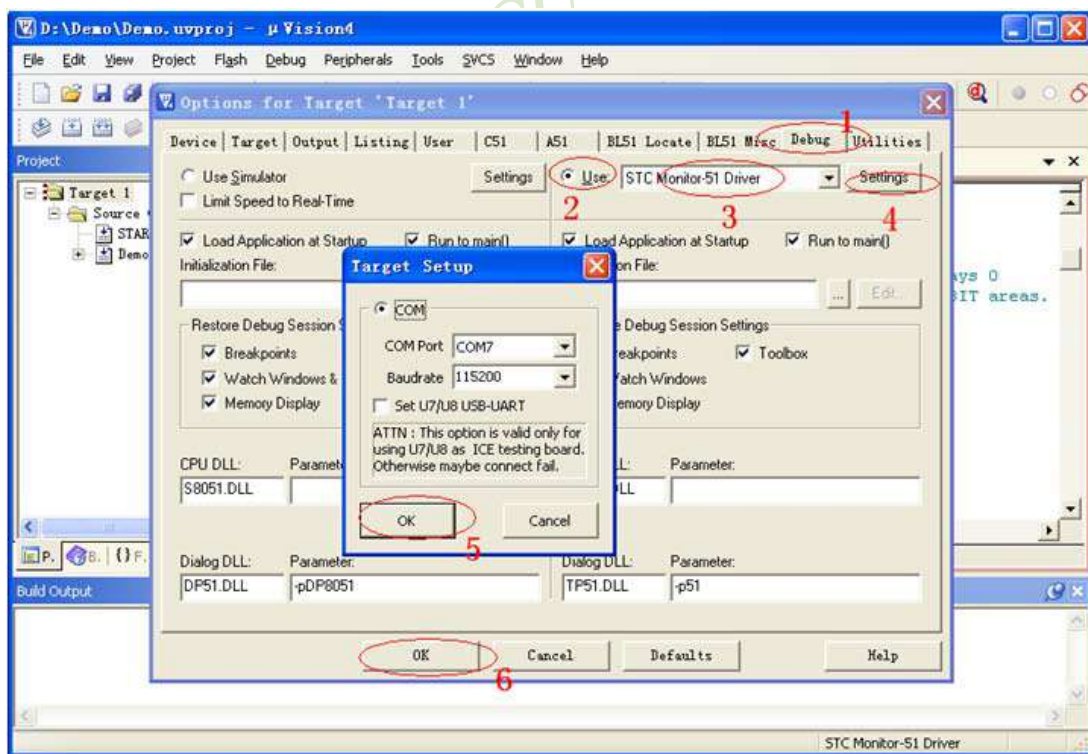 D:\Demo\Demo.uvproj - µVision4
File Edit View Project Flash Debug Peripherals Tools SVCS Window Help
Options for Target 'Target 1'
1
Device Target Output Listing User C51 A51 BL51 Locate BL51 Misc Debug Utilities
Project
Target 1
Source
STAR
Demo
Use Simulator Settings
Limit Speed to Real-Time
Use: STC Monitor-51 Driver Settings
2 3 4
Load Application at Startup Run to main()
Initialization File:
Load Application at Startup Run to main()
on File:
... Edit...
ays 0
BIT areas.
Restore Debug Session S
Breakpoints
Watch Windows &
Memory Display
e Debug Session Settings
reakpoints Toolbox
atch Windows
emory Display
Target Setup
COM
COM Port COM7
Baudrate 115200
Set U7/U8 USB-UART
ATTN : This option is valid only for
using U7/U8 as ICE testing board.
Otherwise maybe connect fail.
OK Cancel
5
CPU DLL: Paramet
S8051.DLL
LL: Parameter:
LL
Dialog DLL: Parameter:
DP51.DLL -pDP8051
Dialog DLL: Parameter:
TP51.DLL -p51
OK Cancel Defaults Help
6
P. B. {} F.
Build Output
STC Monitor-51 Driver